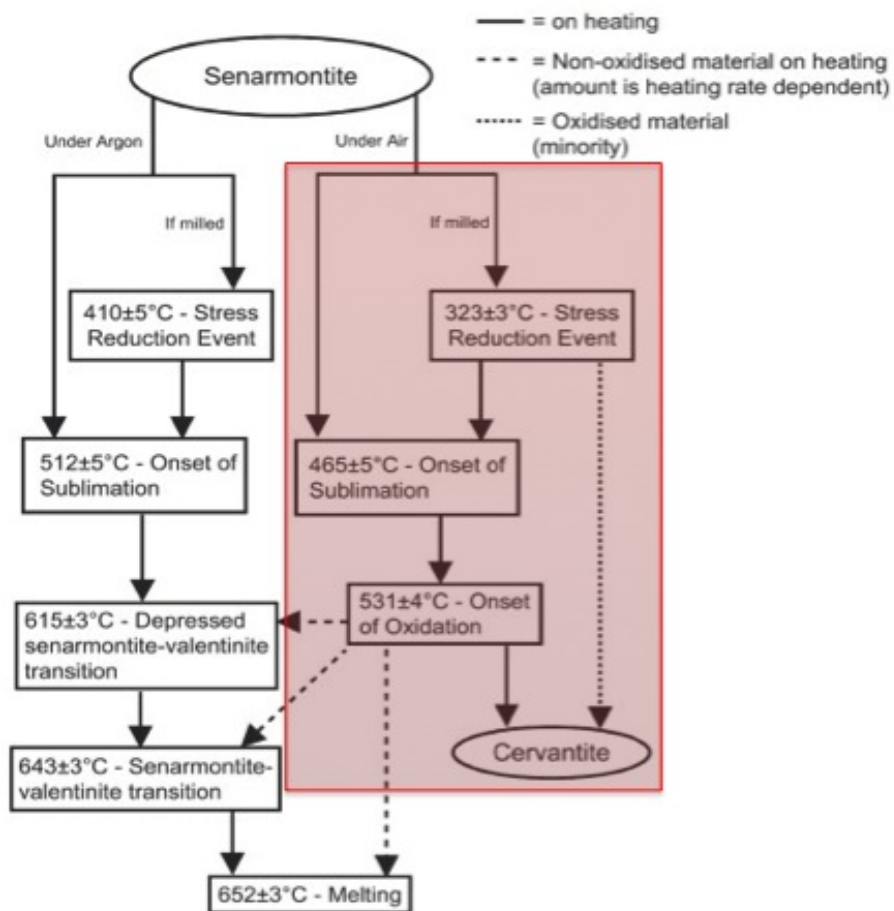 Senarmontite
= on heating
= Non-oxidised material on heating
(amount is heating rate dependent)
= Oxidised material
(minority)
Under Argon
Under Air
If milled
If milled
410±5°C - Stress
Reduction Event
323±3°C - Stress
Reduction Event
512±5°C - Onset of
Sublimation
465±5°C - Onset of
Sublimation
615±3°C - Depressed
senarmontite-valentinite
transition
531±4°C - Onset
of Oxidation
643±3°C - Senarmontite-
valentinite transition
Cervantite
652±3°C - Melting